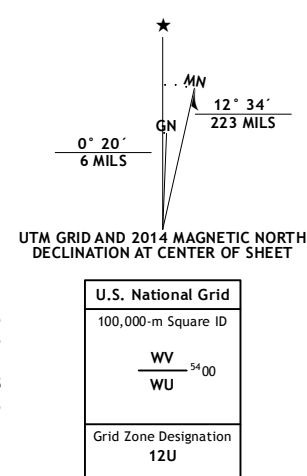 ★
MN
12° 34´
223 MILS
GN
0° 20´
6 MILS
UTM GRID AND 2014 MAGNETIC NORTH
DECLINATION AT CENTER OF SHEET
U.S. National Grid
100,000-m Square ID
WV
5400
WU
Grid Zone Designation
12U